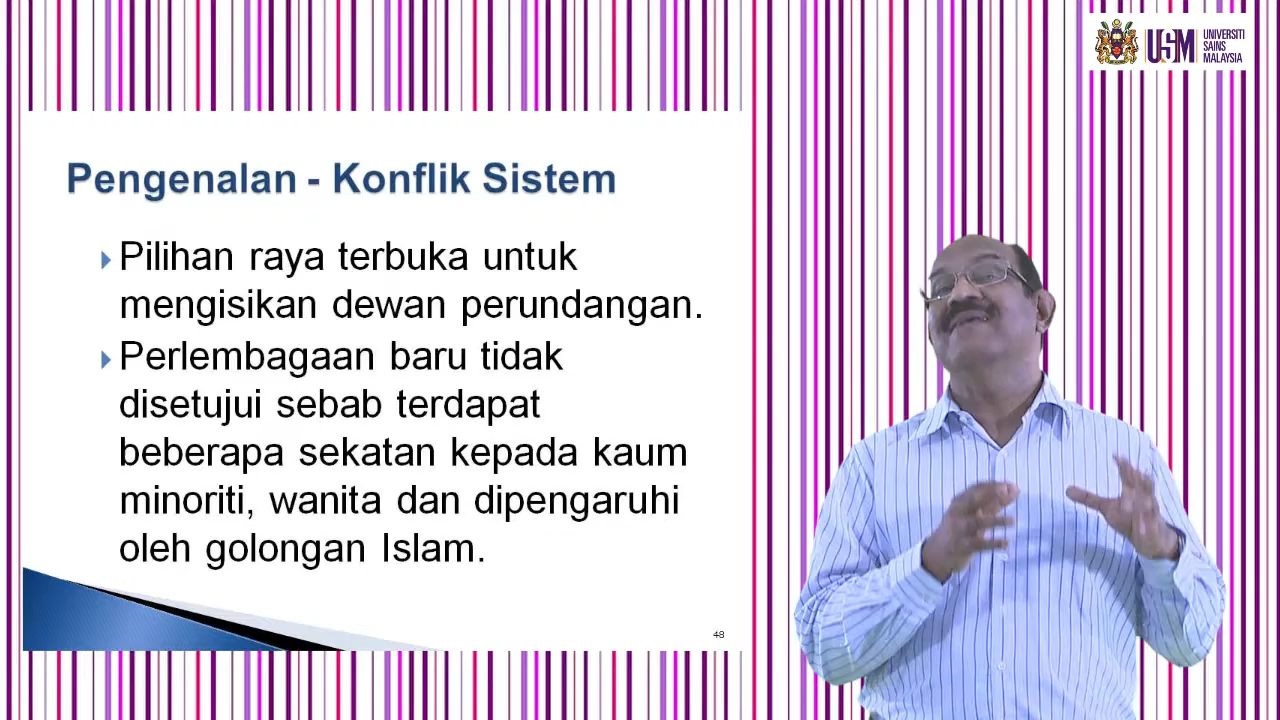 USM
UNIVERSITI
SAINS
MALAYSIA
Pengenalan - Konflik Sistem
Pilihan raya terbuka untuk
mengisikan dewan perundangan.
Perlembagaan baru tidak
disetujui sebab terdapat
beberapa sekatan kepada kaum
minoriti, wanita dan dipengaruhi
oleh golongan Islam.
48